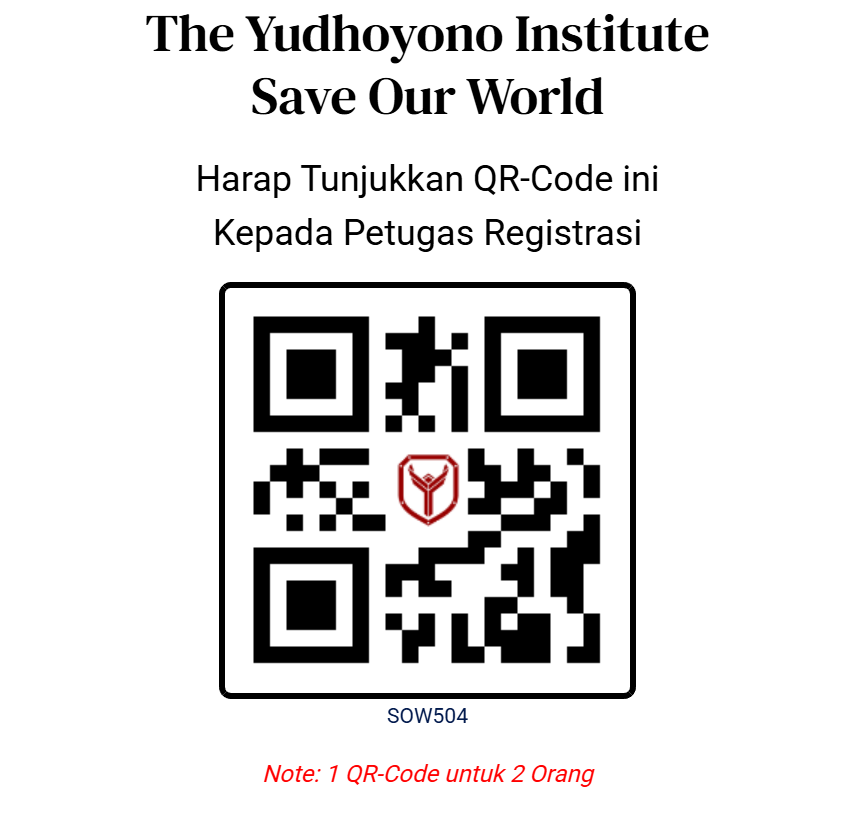 The Yudhoyono Institute
Save Our World
Harap Tunjukkan QR-Code ini
Kepada Petugas Registrasi
SOW504
Note: 1 QR-Code untuk 2 Orang